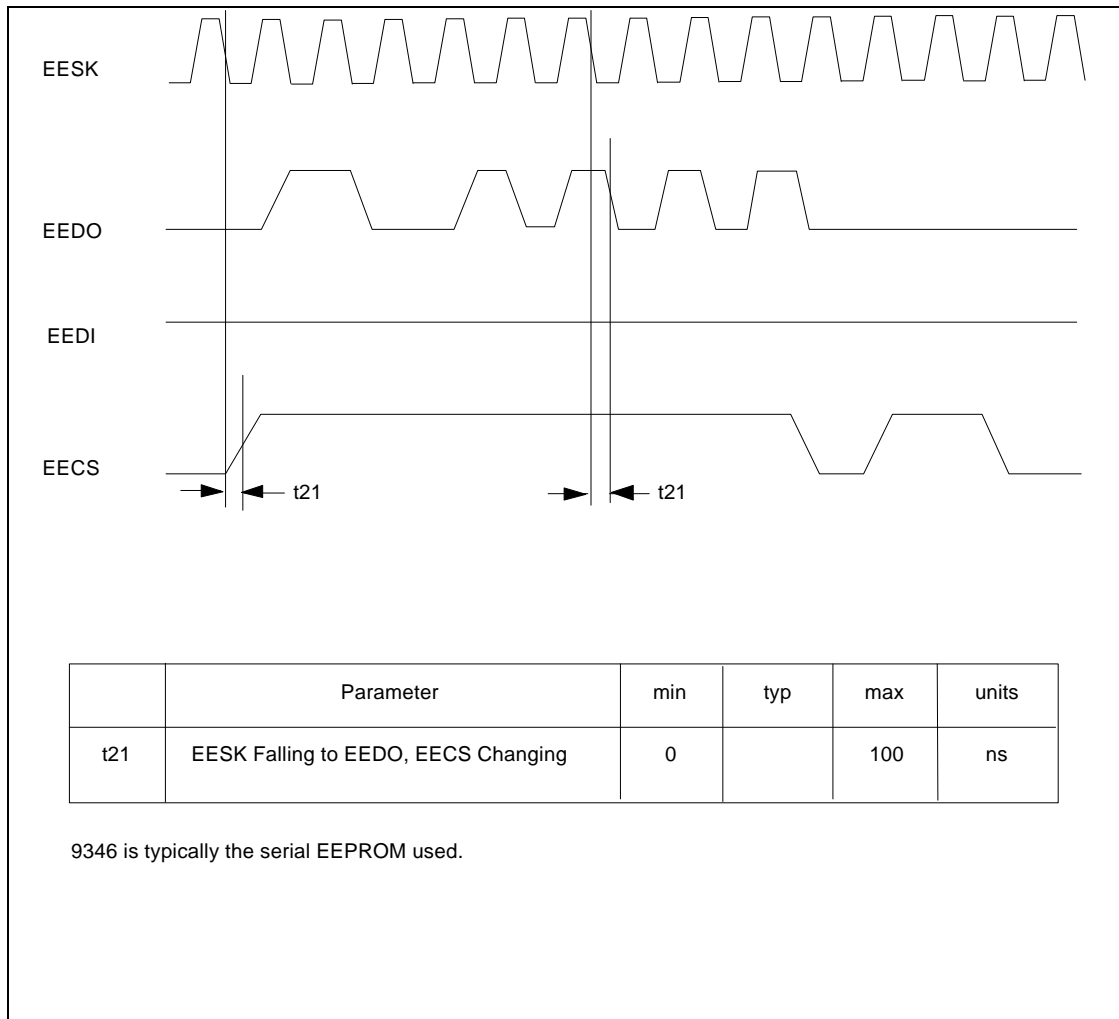 EESK
EEDO
EEDI
EECS
t21 t21
Parameter min typ max units
t21 EESK Falling to EEDO, EECS Changing 0 100 ns
9346 is typically the serial EEPROM used.